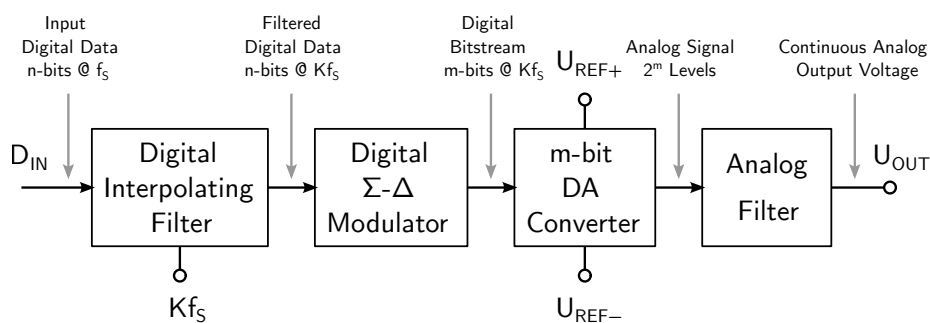 Input
Digital Data
n-bits @ fS
Filtered
Digital Data
n-bits @ KfS
Digital
Bitstream
m-bits @ KfS
UREF+
Analog Signal
2^m Levels
Continuous Analog
Output Voltage
DIN
Digital
Interpolating
Filter
Digital
Σ-Δ
Modulator
m-bit
DA
Converter
Analog
Filter
UOUT
KfS
UREF−